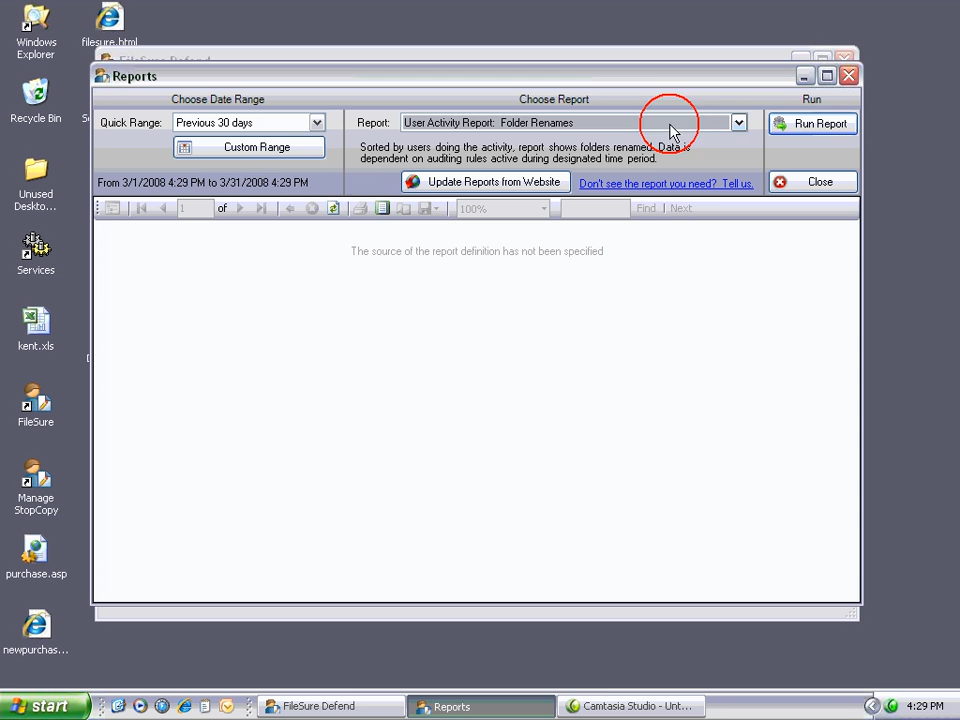 Windows
Explorer
filesure.html
Recycle Bin
Unused
Deskto...
Services
kent.xls
FileSure
Manage
StopCopy
purchase.asp
newpurchas...
FileSure Defend
Reports
Choose Date Range
Choose Report
Run
Quick Range:
Previous 30 days
Report:
User Activity Report: Folder Renames
Run Report
Custom Range
Sorted by users doing the activity, report shows folders renamed. Data is
dependent on auditing rules active during designated time period.
From 3/1/2008 4:29 PM to 3/31/2008 4:29 PM
Update Reports from Website
Don't see the report you need? Tell us.
Close
1
of
100%
Find | Next
The source of the report definition has not been specified
start
FileSure Defend
Reports
Camtasia Studio - Unt...
4:29 PM